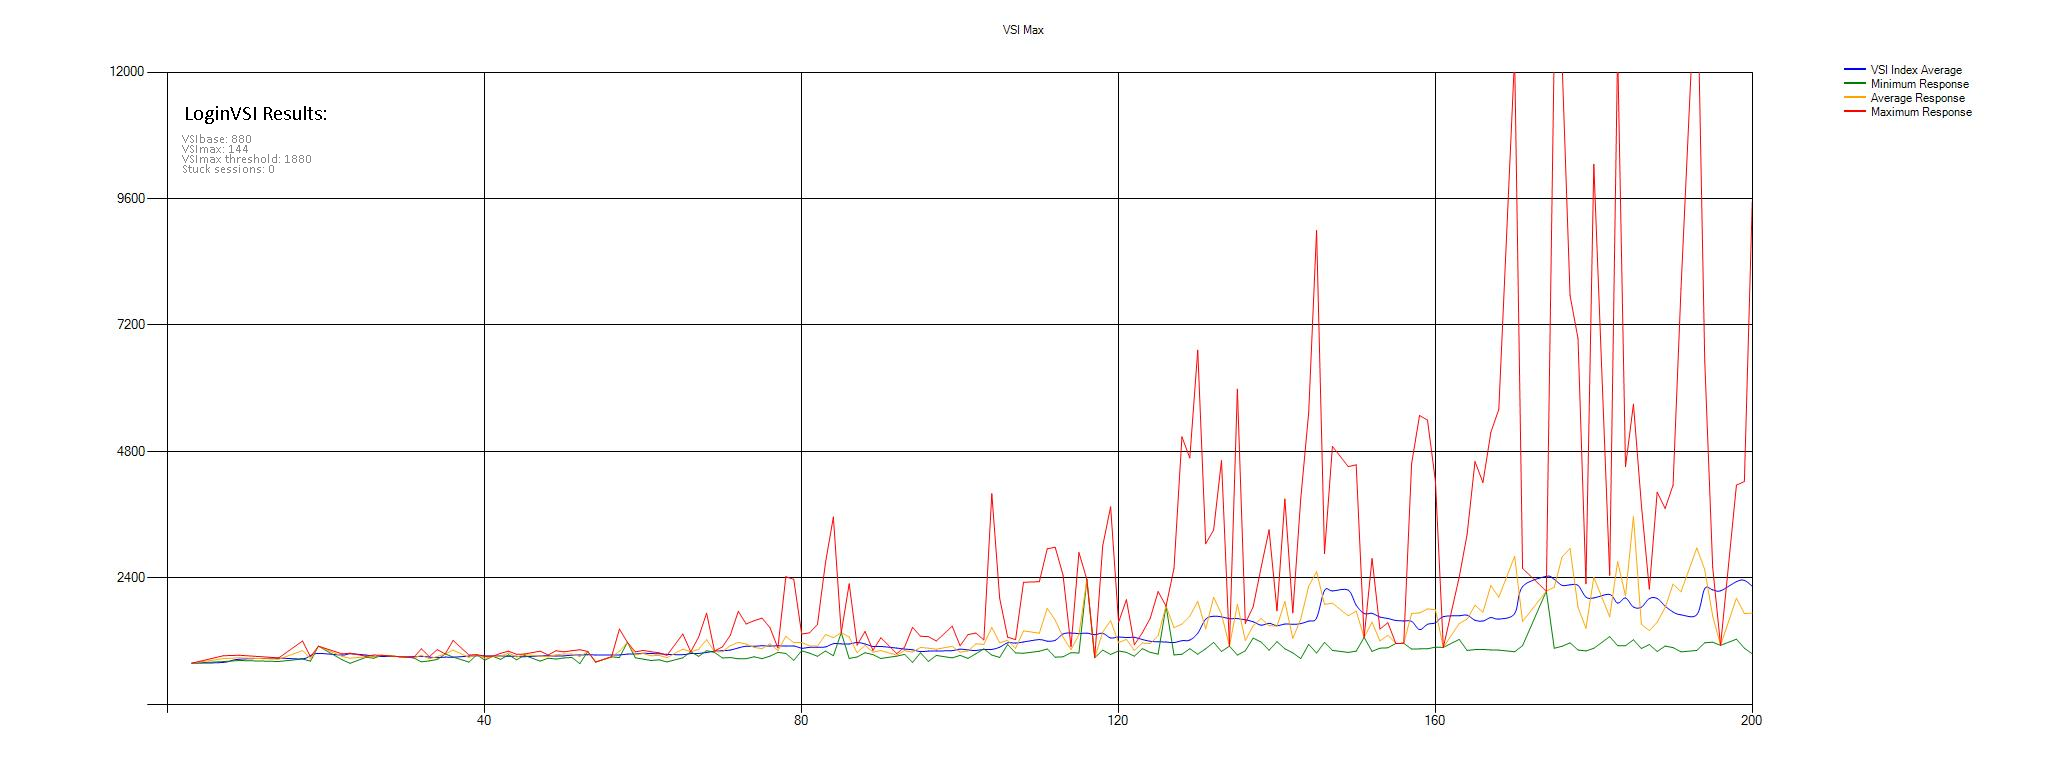 VSI Max
12000
9600
7200
4800
2400
LoginVSI Results:
VSIbase: 880
VSImax: 144
VSImax threshold: 1880
Stuck sessions: 0
VSI Index Average
Minimum Response
Average Response
Maximum Response
40
80
120
160
200